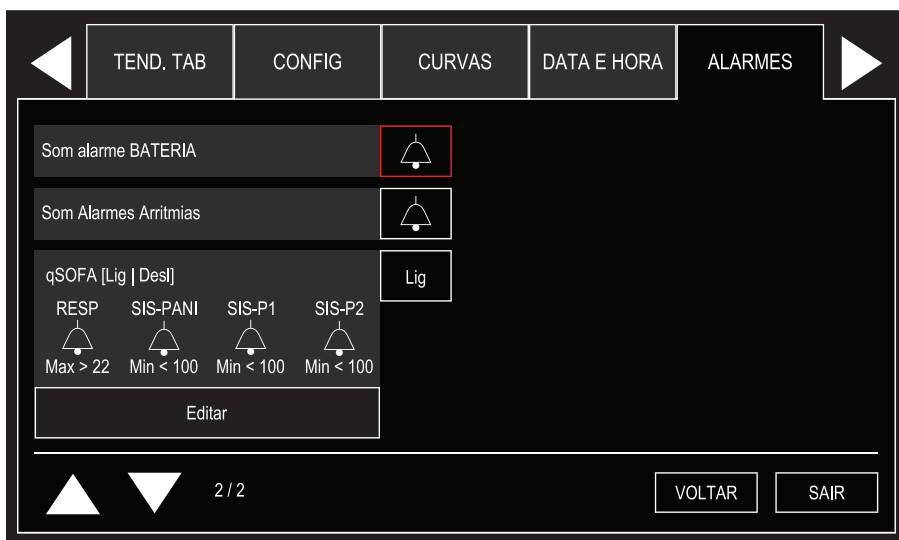 TEND. TAB CONFIG CURVAS DATA E HORA ALARMES
Som alarme BATERIA
Som Alarmes Arritmias
qSOFA [Lig | Desl] Lig
RESP SIS-PANI SIS-P1 SIS-P2
Max > 22 Min < 100 Min < 100 Min < 100
Editar
2 / 2 VOLTAR SAIR